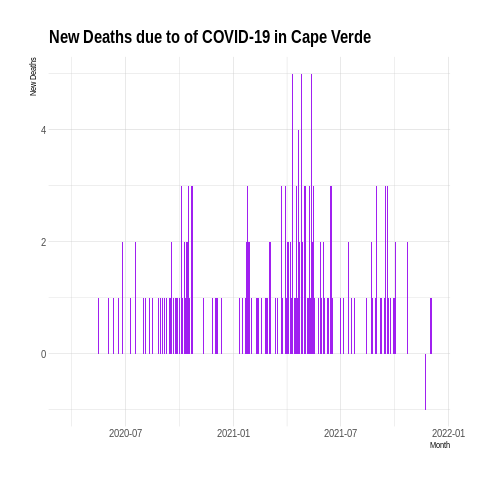 New Deaths due to of COVID-19 in Cape Verde
New Deaths
4
2
0
2020-07
2021-01
2021-07
2022-01
Month